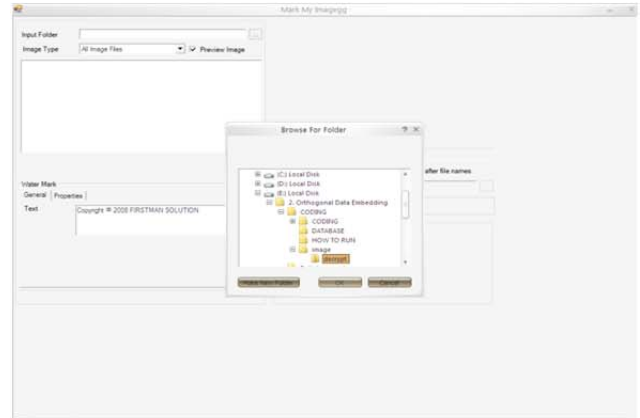 Mark My Image
Input Folder
Image Type
All Image Files
Preview Image
Browse For Folder
(C:) Local Disk
(D:) Local Disk
(E:) Local Disk
2. Orthogonal Data Embedding
CODING
CODING
DATABASE
HOW TO RUN
image
decrypt
Make New Folder
OK
Cancel
after file names
Water Mark
General
Properties
Text
Copyright © 2008 FIRSTMAN SOLUTION